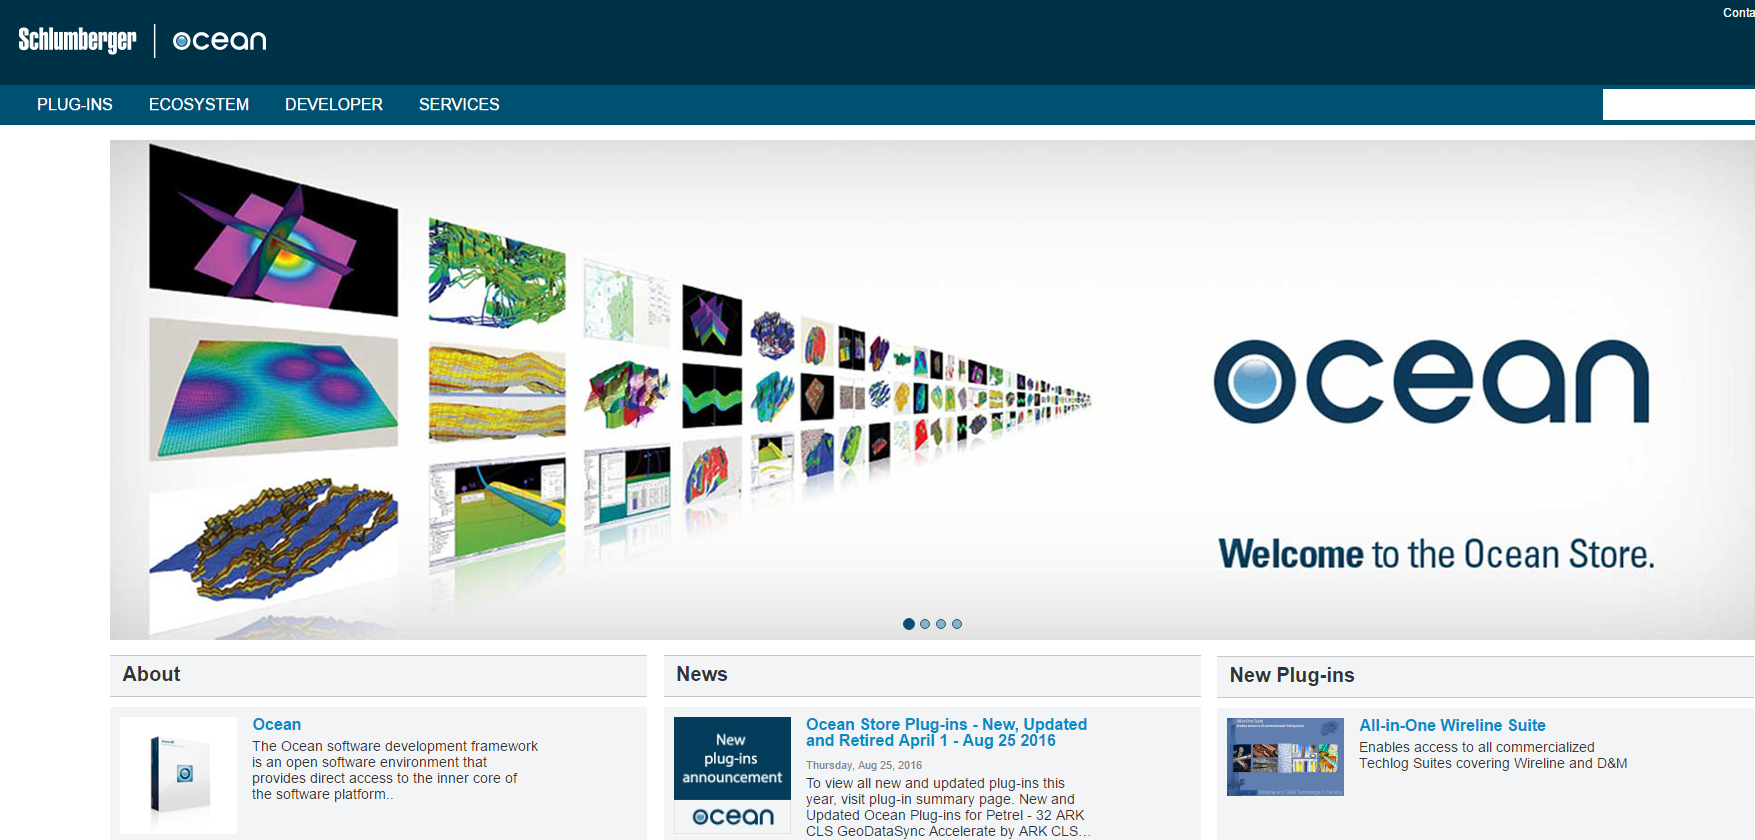 Conta
Schlumberger | ocean
PLUG-INS ECOSYSTEM DEVELOPER SERVICES
ocean
Welcome to the Ocean Store.
About
Ocean
The Ocean software development framework
is an open software environment that
provides direct access to the inner core of
the software platform..
News
New
plug-ins
announcement
ocean
Ocean Store Plug-ins - New, Updated
and Retired April 1 - Aug 25 2016
Thursday, Aug 25, 2016
To view all new and updated plug-ins this
year, visit plug-in summary page. New and
Updated Ocean Plug-ins for Petrel - 32 ARK
CLS GeoDataSync Accelerate by ARK CLS...
New Plug-ins
All-in-One Suite
All-in-One Wireline Suite
Enables access to all commercialized
Techlog Suites covering Wireline and D&M